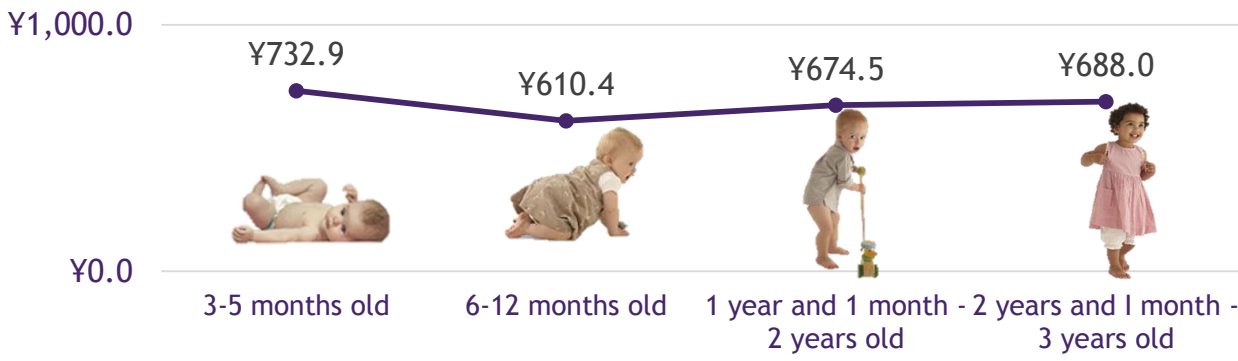 ¥1,000.0
¥732.9
¥610.4
¥674.5
¥688.0
¥0.0
3-5 months old
6-12 months old
1 year and 1 month -
2 years old
2 years and I month -
3 years old